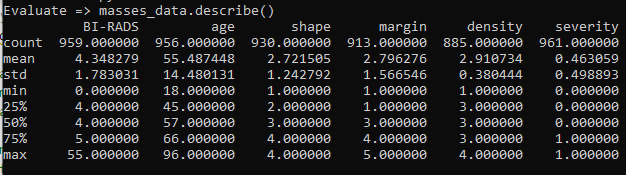 Evaluate => masses_data.describe()
BI-RADS age shape margin density severity
count 959.000000 956.000000 930.000000 913.000000 885.000000 961.000000
mean 4.348279 55.487448 2.721505 2.796276 2.910734 0.463059
std 1.783031 14.480131 1.242792 1.566546 0.380444 0.498893
min 0.000000 18.000000 1.000000 1.000000 1.000000 0.000000
25% 4.000000 45.000000 2.000000 1.000000 3.000000 0.000000
50% 4.000000 57.000000 3.000000 3.000000 3.000000 0.000000
75% 5.000000 66.000000 4.000000 4.000000 3.000000 1.000000
max 55.000000 96.000000 4.000000 5.000000 4.000000 1.000000